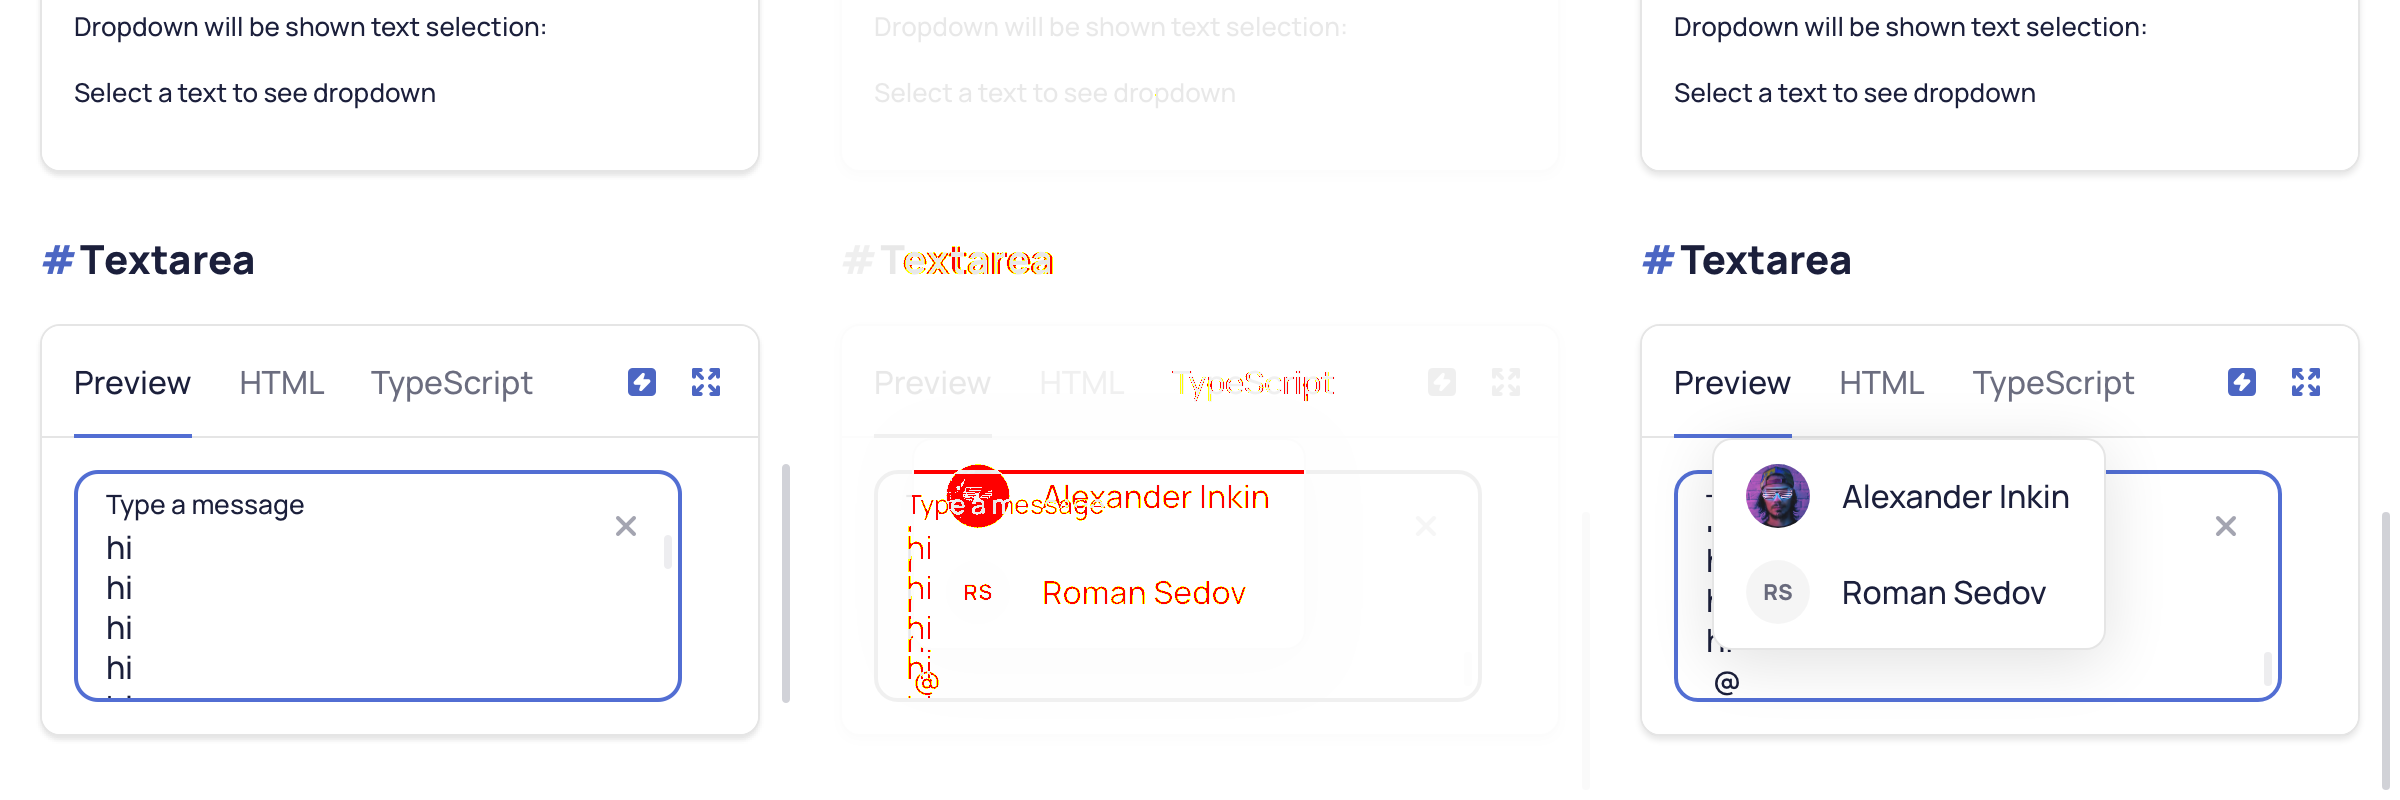 Dropdown will be shown text selection:
Select a text to see dropdown
#Textarea
Preview HTML TypeScript
Type a message
hi
hi
hi
hi
Dropdown will be shown text selection:
Select a text to see dropdown
#Textarea
Preview HTML TypeScript
Alexander Inkin
Type a message
hi
hi
RS Roman Sedov
hi
hi
@
Dropdown will be shown text selection:
Select a text to see dropdown
#Textarea
Preview HTML TypeScript
Alexander Inkin
RS Roman Sedov
@